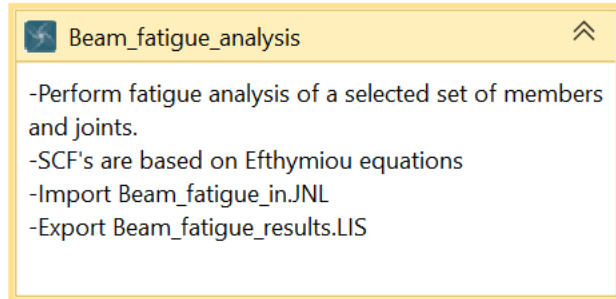 Beam_fatigue_analysis
-Perform fatigue analysis of a selected set of members
and joints.
-SCF's are based on Efthymiou equations
-Import Beam_fatigue_in.JNL
-Export Beam_fatigue_results.LIS